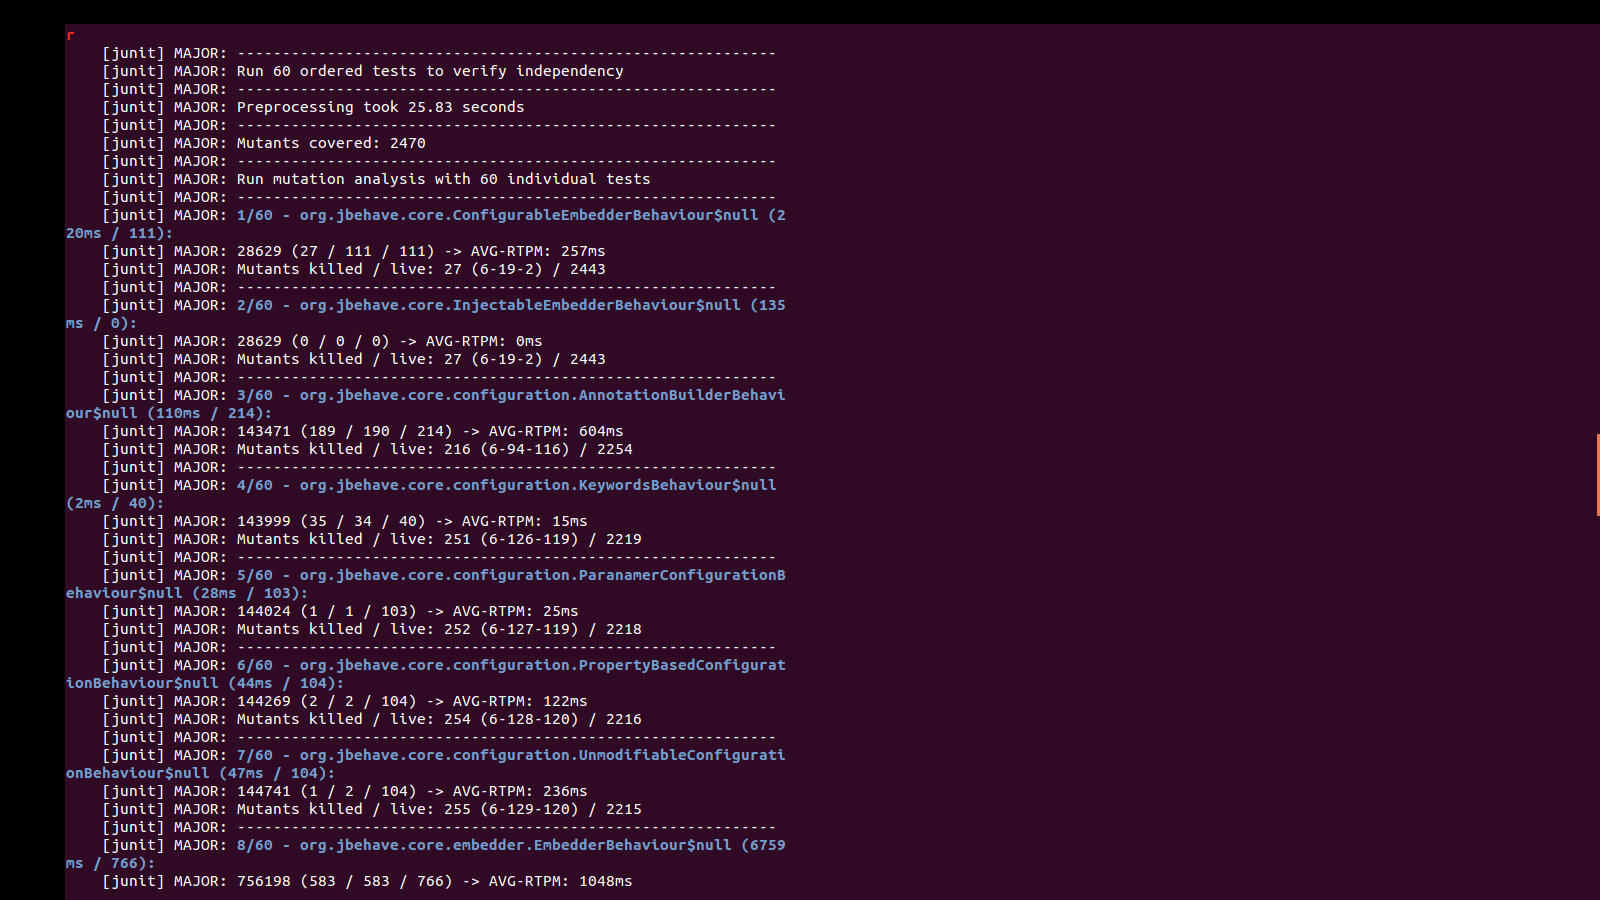 r
[junit] MAJOR: ------------------------------------------------------------
[junit] MAJOR: Run 60 ordered tests to verify independency
[junit] MAJOR: ------------------------------------------------------------
[junit] MAJOR: Preprocessing took 25.83 seconds
[junit] MAJOR: ------------------------------------------------------------
[junit] MAJOR: Mutants covered: 2470
[junit] MAJOR: ------------------------------------------------------------
[junit] MAJOR: Run mutation analysis with 60 individual tests
[junit] MAJOR: ------------------------------------------------------------
[junit] MAJOR: 1/60 - org.jbehave.core.ConfigurableEmbedderBehaviour$null (2
20ms / 111):
[junit] MAJOR: 28629 (27 / 111 / 111) -> AVG-RTPM: 257ms
[junit] MAJOR: Mutants killed / live: 27 (6-19-2) / 2443
[junit] MAJOR: ------------------------------------------------------------
[junit] MAJOR: 2/60 - org.jbehave.core.InjectableEmbedderBehaviour$null (135
ms / 0):
[junit] MAJOR: 28629 (0 / 0 / 0) -> AVG-RTPM: 0ms
[junit] MAJOR: Mutants killed / live: 27 (6-19-2) / 2443
[junit] MAJOR: ------------------------------------------------------------
[junit] MAJOR: 3/60 - org.jbehave.core.configuration.AnnotationBuilderBehavi
our$null (110ms / 214):
[junit] MAJOR: 143471 (189 / 190 / 214) -> AVG-RTPM: 604ms
[junit] MAJOR: Mutants killed / live: 216 (6-94-116) / 2254
[junit] MAJOR: ------------------------------------------------------------
[junit] MAJOR: 4/60 - org.jbehave.core.configuration.KeywordsBehaviour$null
(2ms / 40):
[junit] MAJOR: 143999 (35 / 34 / 40) -> AVG-RTPM: 15ms
[junit] MAJOR: Mutants killed / live: 251 (6-126-119) / 2219
[junit] MAJOR: ------------------------------------------------------------
[junit] MAJOR: 5/60 - org.jbehave.core.configuration.ParanamerConfigurationB
ehaviour$null (28ms / 103):
[junit] MAJOR: 144024 (1 / 1 / 103) -> AVG-RTPM: 25ms
[junit] MAJOR: Mutants killed / live: 252 (6-127-119) / 2218
[junit] MAJOR: ------------------------------------------------------------
[junit] MAJOR: 6/60 - org.jbehave.core.configuration.PropertyBasedConfigurat
ionBehaviour$null (44ms / 104):
[junit] MAJOR: 144269 (2 / 2 / 104) -> AVG-RTPM: 122ms
[junit] MAJOR: Mutants killed / live: 254 (6-128-120) / 2216
[junit] MAJOR: ------------------------------------------------------------
[junit] MAJOR: 7/60 - org.jbehave.core.configuration.UnmodifiableConfigurati
onBehaviour$null (47ms / 104):
[junit] MAJOR: 144741 (1 / 2 / 104) -> AVG-RTPM: 236ms
[junit] MAJOR: Mutants killed / live: 255 (6-129-120) / 2215
[junit] MAJOR: ------------------------------------------------------------
[junit] MAJOR: 8/60 - org.jbehave.core.embedder.EmbedderBehaviour$null (6759
ms / 766):
[junit] MAJOR: 756198 (583 / 583 / 766) -> AVG-RTPM: 1048ms